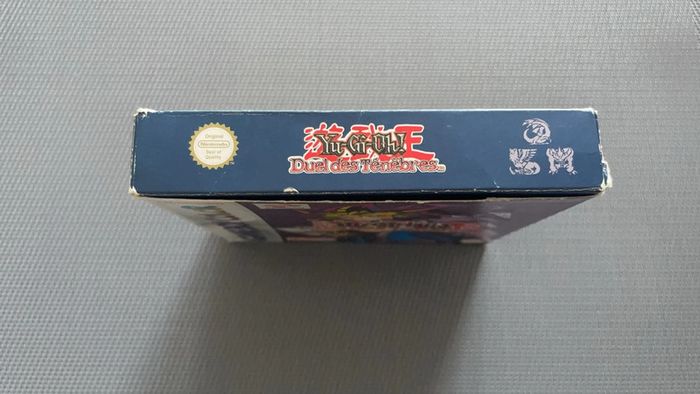 Original
Nintendo
Seal of
Quality
遊戯王
Yu-Gi-Oh!
Duel des Ténèbres